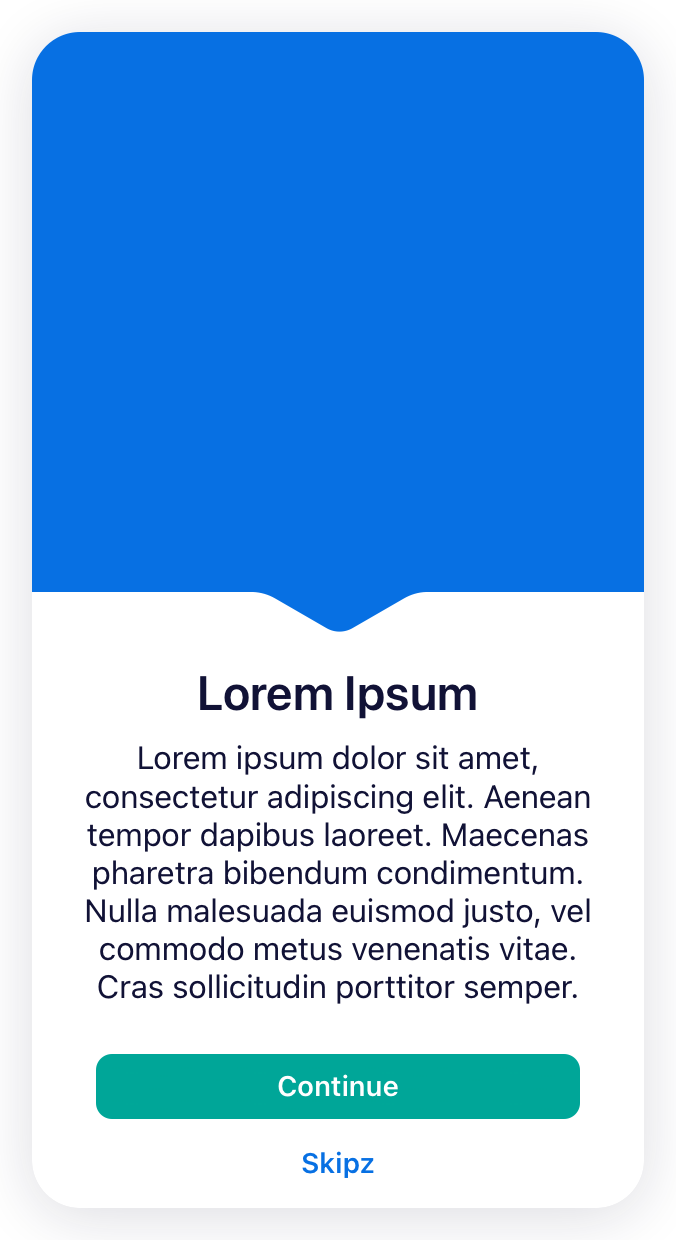 Lorem Ipsum
Lorem ipsum dolor sit amet,
consectetur adipiscing elit. Aenean
tempor dapibus laoreet. Maecenas
pharetra bibendum condimentum.
Nulla malesuada euismod justo, vel
commodo metus venenatis vitae.
Cras sollicitudin porttitor semper.
Continue
Skipz